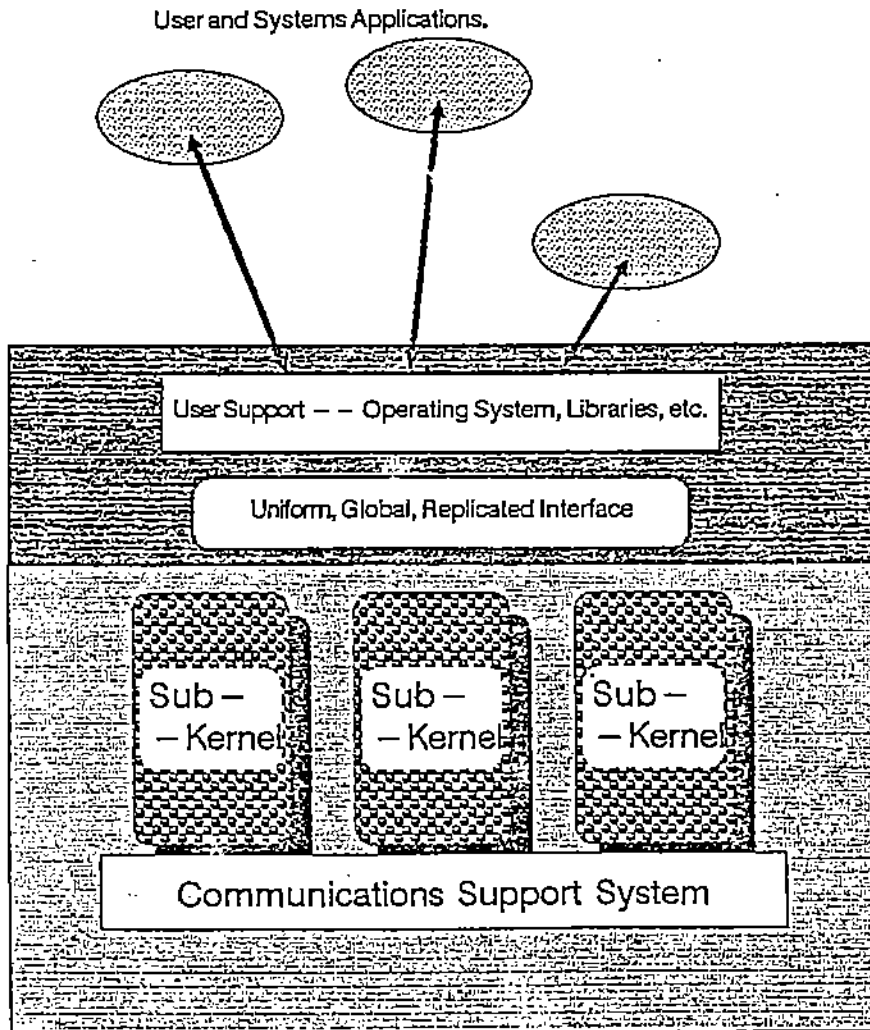 User and Systems Applications.
User Support – – Operating System, Libraries, etc.
Uniform, Global, Replicated Interface
Sub –
– Kernel
Sub –
– Kernel
Sub –
– Kernel
Communications Support System